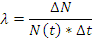 λ = ΔN / N(t) * Δt